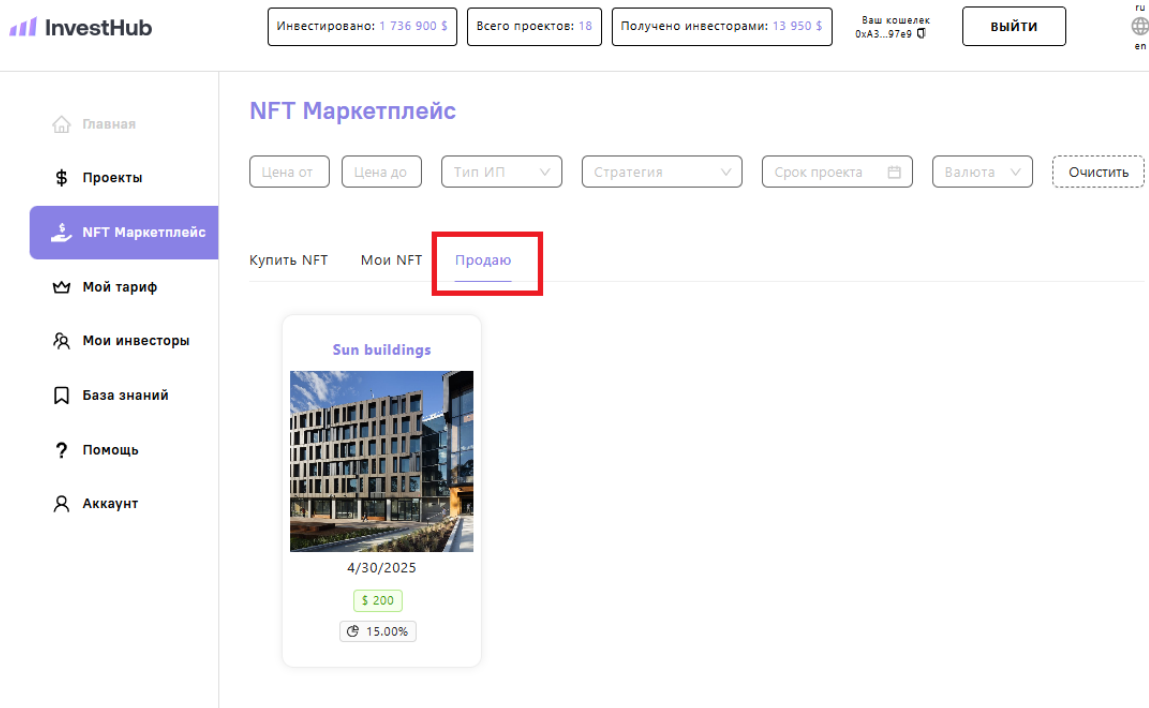 InvestHub
Инвестировано: 1 736 900 $
Всего проектов: 18
Получено инвесторами: 13 950 $
Ваш кошелек
0xA3...97e9
ВЫЙТИ
ru
en
Главная
Проекты
NFT Маркетплейс
Мой тариф
Мои инвесторы
База знаний
Помощь
Аккаунт
NFT Маркетплейс
Цена от
Цена до
Тип ИП
Стратегия
Срок проекта
Валюта
Очистить
Купить NFT
Мои NFT
Продаю
Sun buildings
4/30/2025
$ 200
15.00%